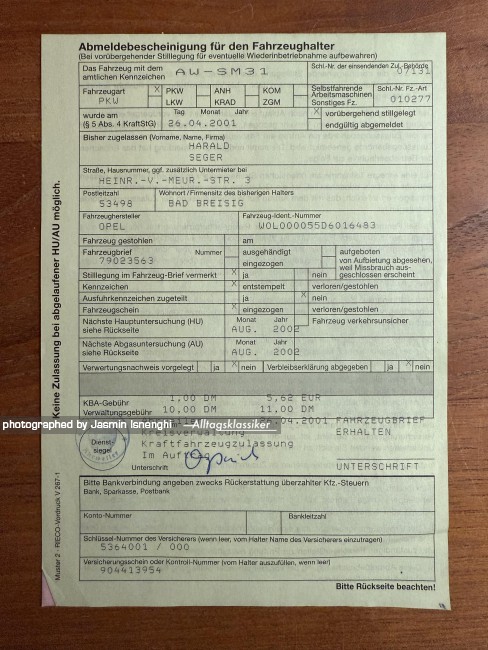 Abmeldebescheinigung für den Fahrzeughalter
(Bei vorübergehender Stilllegung für eventuelle Wiederinbetriebnahme aufbewahren)
Das Fahrzeug mit dem amtlichen Kennzeichen AW-SM31
Schl.-Nr. der einsendenden Zul.-Behörde 07131
Fahrzeugart PKW
X PKW ANH KOM Selbstfahrende Arbeitsmaschinen
LKW KRAD ZGM Sonstiges Fz.
Schl.-Nr. Fz.-Art 010277
wurde am (§ 5 Abs. 4 KraftStG)
Tag Monat Jahr
26.04.2001
X vorübergehend stillgelegt
endgültig abgemeldet
Bisher zugelassen (Vorname, Name, Firma)
HARALD
SEGER
Straße, Hausnummer, ggf. zusätzlich Untermieter bei
HEINR.-V.-MEUR.-STR. 3
Postleitzahl 53498
Wohnort/Firmensitz des bisherigen Halters BAD BREISIG
Fahrzeughersteller OPEL
Fahrzeug-Ident.-Nummer W0L000055D6016483
Fahrzeug gestohlen am
Fahrzeugbrief Nummer 79023563
ausgehändigt
eingezogen
aufgeboten
von Aufbietung abgesehen, weil Missbrauch ausgeschlossen erscheint
Stilllegung im Fahrzeug-Brief vermerkt X ja nein
Kennzeichen X entstempelt verloren/gestohlen
Ausfuhrkennzeichen zugeteilt ja X nein
Fahrzeugschein X eingezogen verloren/gestohlen
Nächste Hauptuntersuchung (HU) siehe Rückseite
Monat Jahr
AUG. 2002
Fahrzeug verkehrsunsicher
Nächste Abgasuntersuchung (AU) siehe Rückseite
Monat Jahr
AUG. 2002
Verwertungsnachweis vorgelegt ja X nein Verbleibserklärung abgegeben ja X nein
KBA-Gebühr 1,00 DM 5,62 EUR
Verwaltungsgebühr 10,00 DM 11,00 DM
.04.2001 FAHRZEUGBRIEF
Kreisverwaltung ERHALTEN
Kraftfahrzeugzulassung
Im Auftrag
Dienstsiegel
Unterschrift
UNTERSCHRIFT
Bitte Bankverbindung angeben zwecks Rückerstattung überzahlter Kfz.-Steuern
Bank, Sparkasse, Postbank
Konto-Nummer Bankleitzahl
Schlüssel-Nummer des Versicherers (wenn leer, vom Halter Name des Versicherers einzutragen)
5364001 / 000
Versicherungsschein oder Kontroll-Nummer (vom Halter auszufüllen, wenn leer)
904413954
Bitte Rückseite beachten!
Keine Zulassung bei abgelaufener HU/AU möglich.
Muster 2 - RECO-Vordruck V 267-1
photographed by Jasmin Isnenghi — Alltagsklassiker